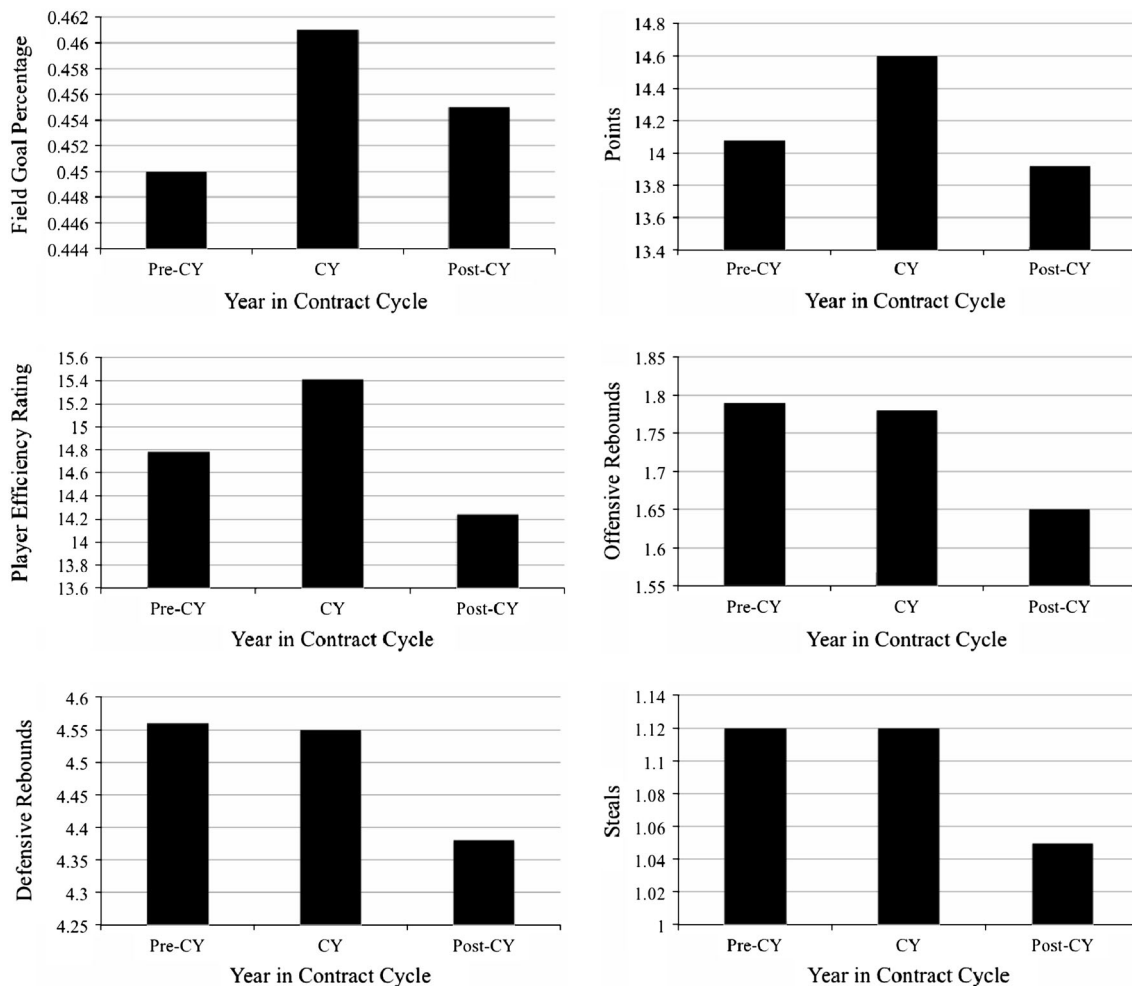 Field Goal Percentage
0.462
0.46
0.458
0.456
0.454
0.452
0.45
0.448
0.446
0.444
Pre-CY CY Post-CY
Year in Contract Cycle
Points
14.8
14.6
14.4
14.2
14
13.8
13.6
13.4
Pre-CY CY Post-CY
Year in Contract Cycle
Player Efficiency Rating
15.6
15.4
15.2
15
14.8
14.6
14.4
14.2
14
13.8
13.6
Pre-CY CY Post-CY
Year in Contract Cycle
Offensive Rebounds
1.85
1.8
1.75
1.7
1.65
1.6
1.55
Pre-CY CY Post-CY
Year in Contract Cycle
Defensive Rebounds
4.6
4.55
4.5
4.45
4.4
4.35
4.3
4.25
Pre-CY CY Post-CY
Year in Contract Cycle
Steals
1.14
1.12
1.1
1.08
1.06
1.04
1.02
1
Pre-CY CY Post-CY
Year in Contract Cycle